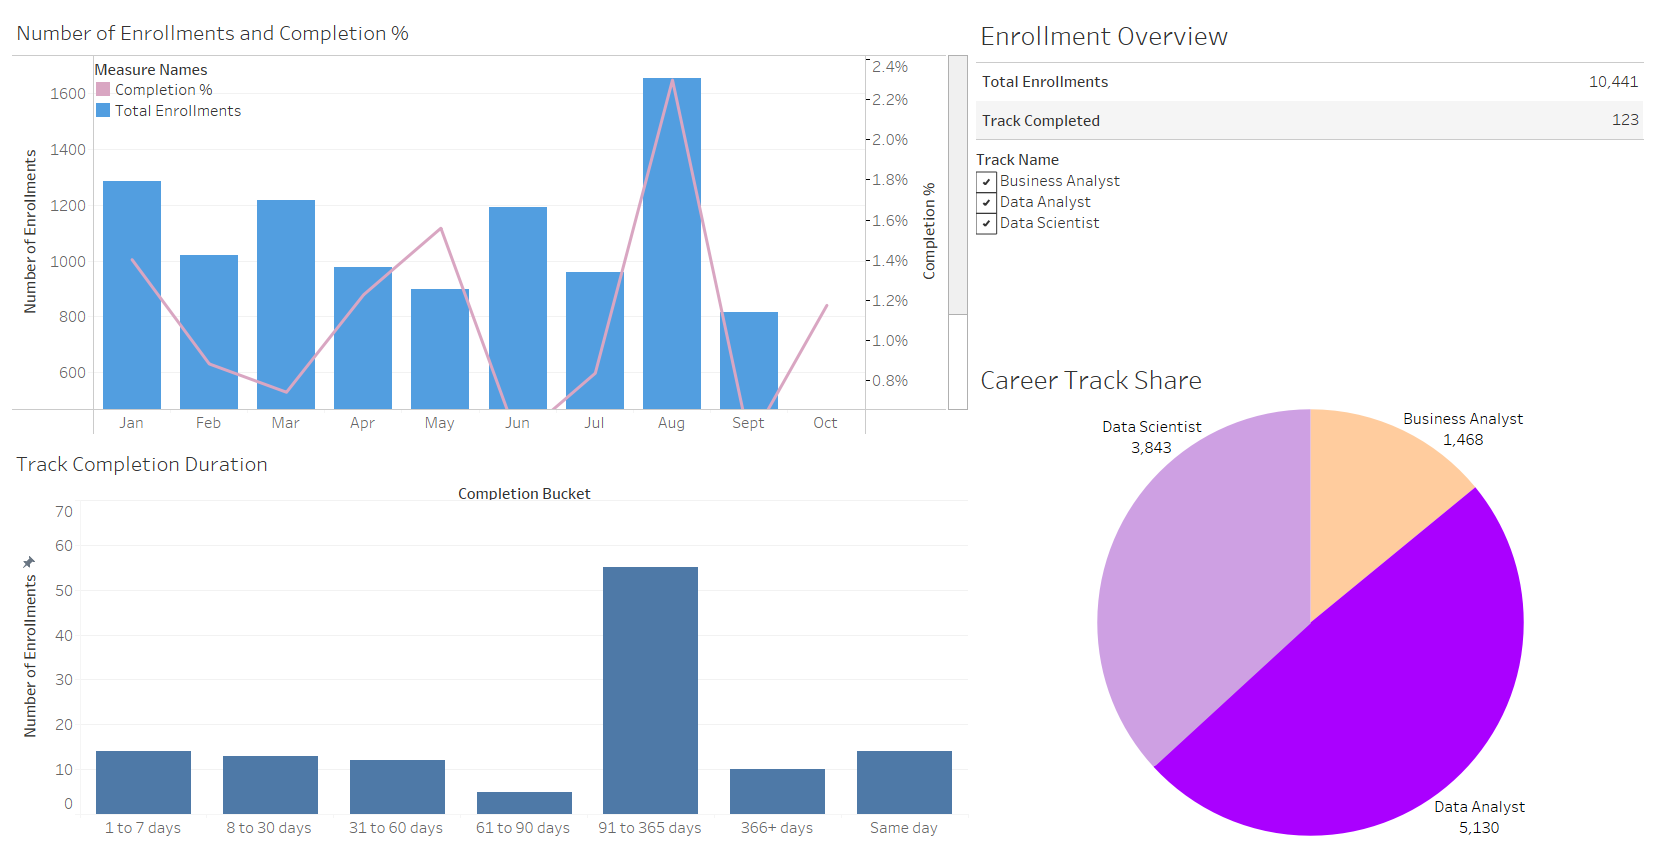 Number of Enrollments and Completion %
Measure Names
Completion %
Total Enrollments
Number of Enrollments
1600
1400
1200
1000
800
600
2.4%
2.2%
2.0%
1.8%
1.6%
1.4%
1.2%
1.0%
0.8%
Completion %
Jan Feb Mar Apr May Jun Jul Aug Sept Oct
Enrollment Overview
Total Enrollments 10,441
Track Completed 123
Track Name
Business Analyst
Data Analyst
Data Scientist
Track Completion Duration
Completion Bucket
Number of Enrollments
70
60
50
40
30
20
10
0
1 to 7 days 8 to 30 days 31 to 60 days 61 to 90 days 91 to 365 days 366+ days Same day
Career Track Share
Data Scientist
3,843
Business Analyst
1,468
Data Analyst
5,130